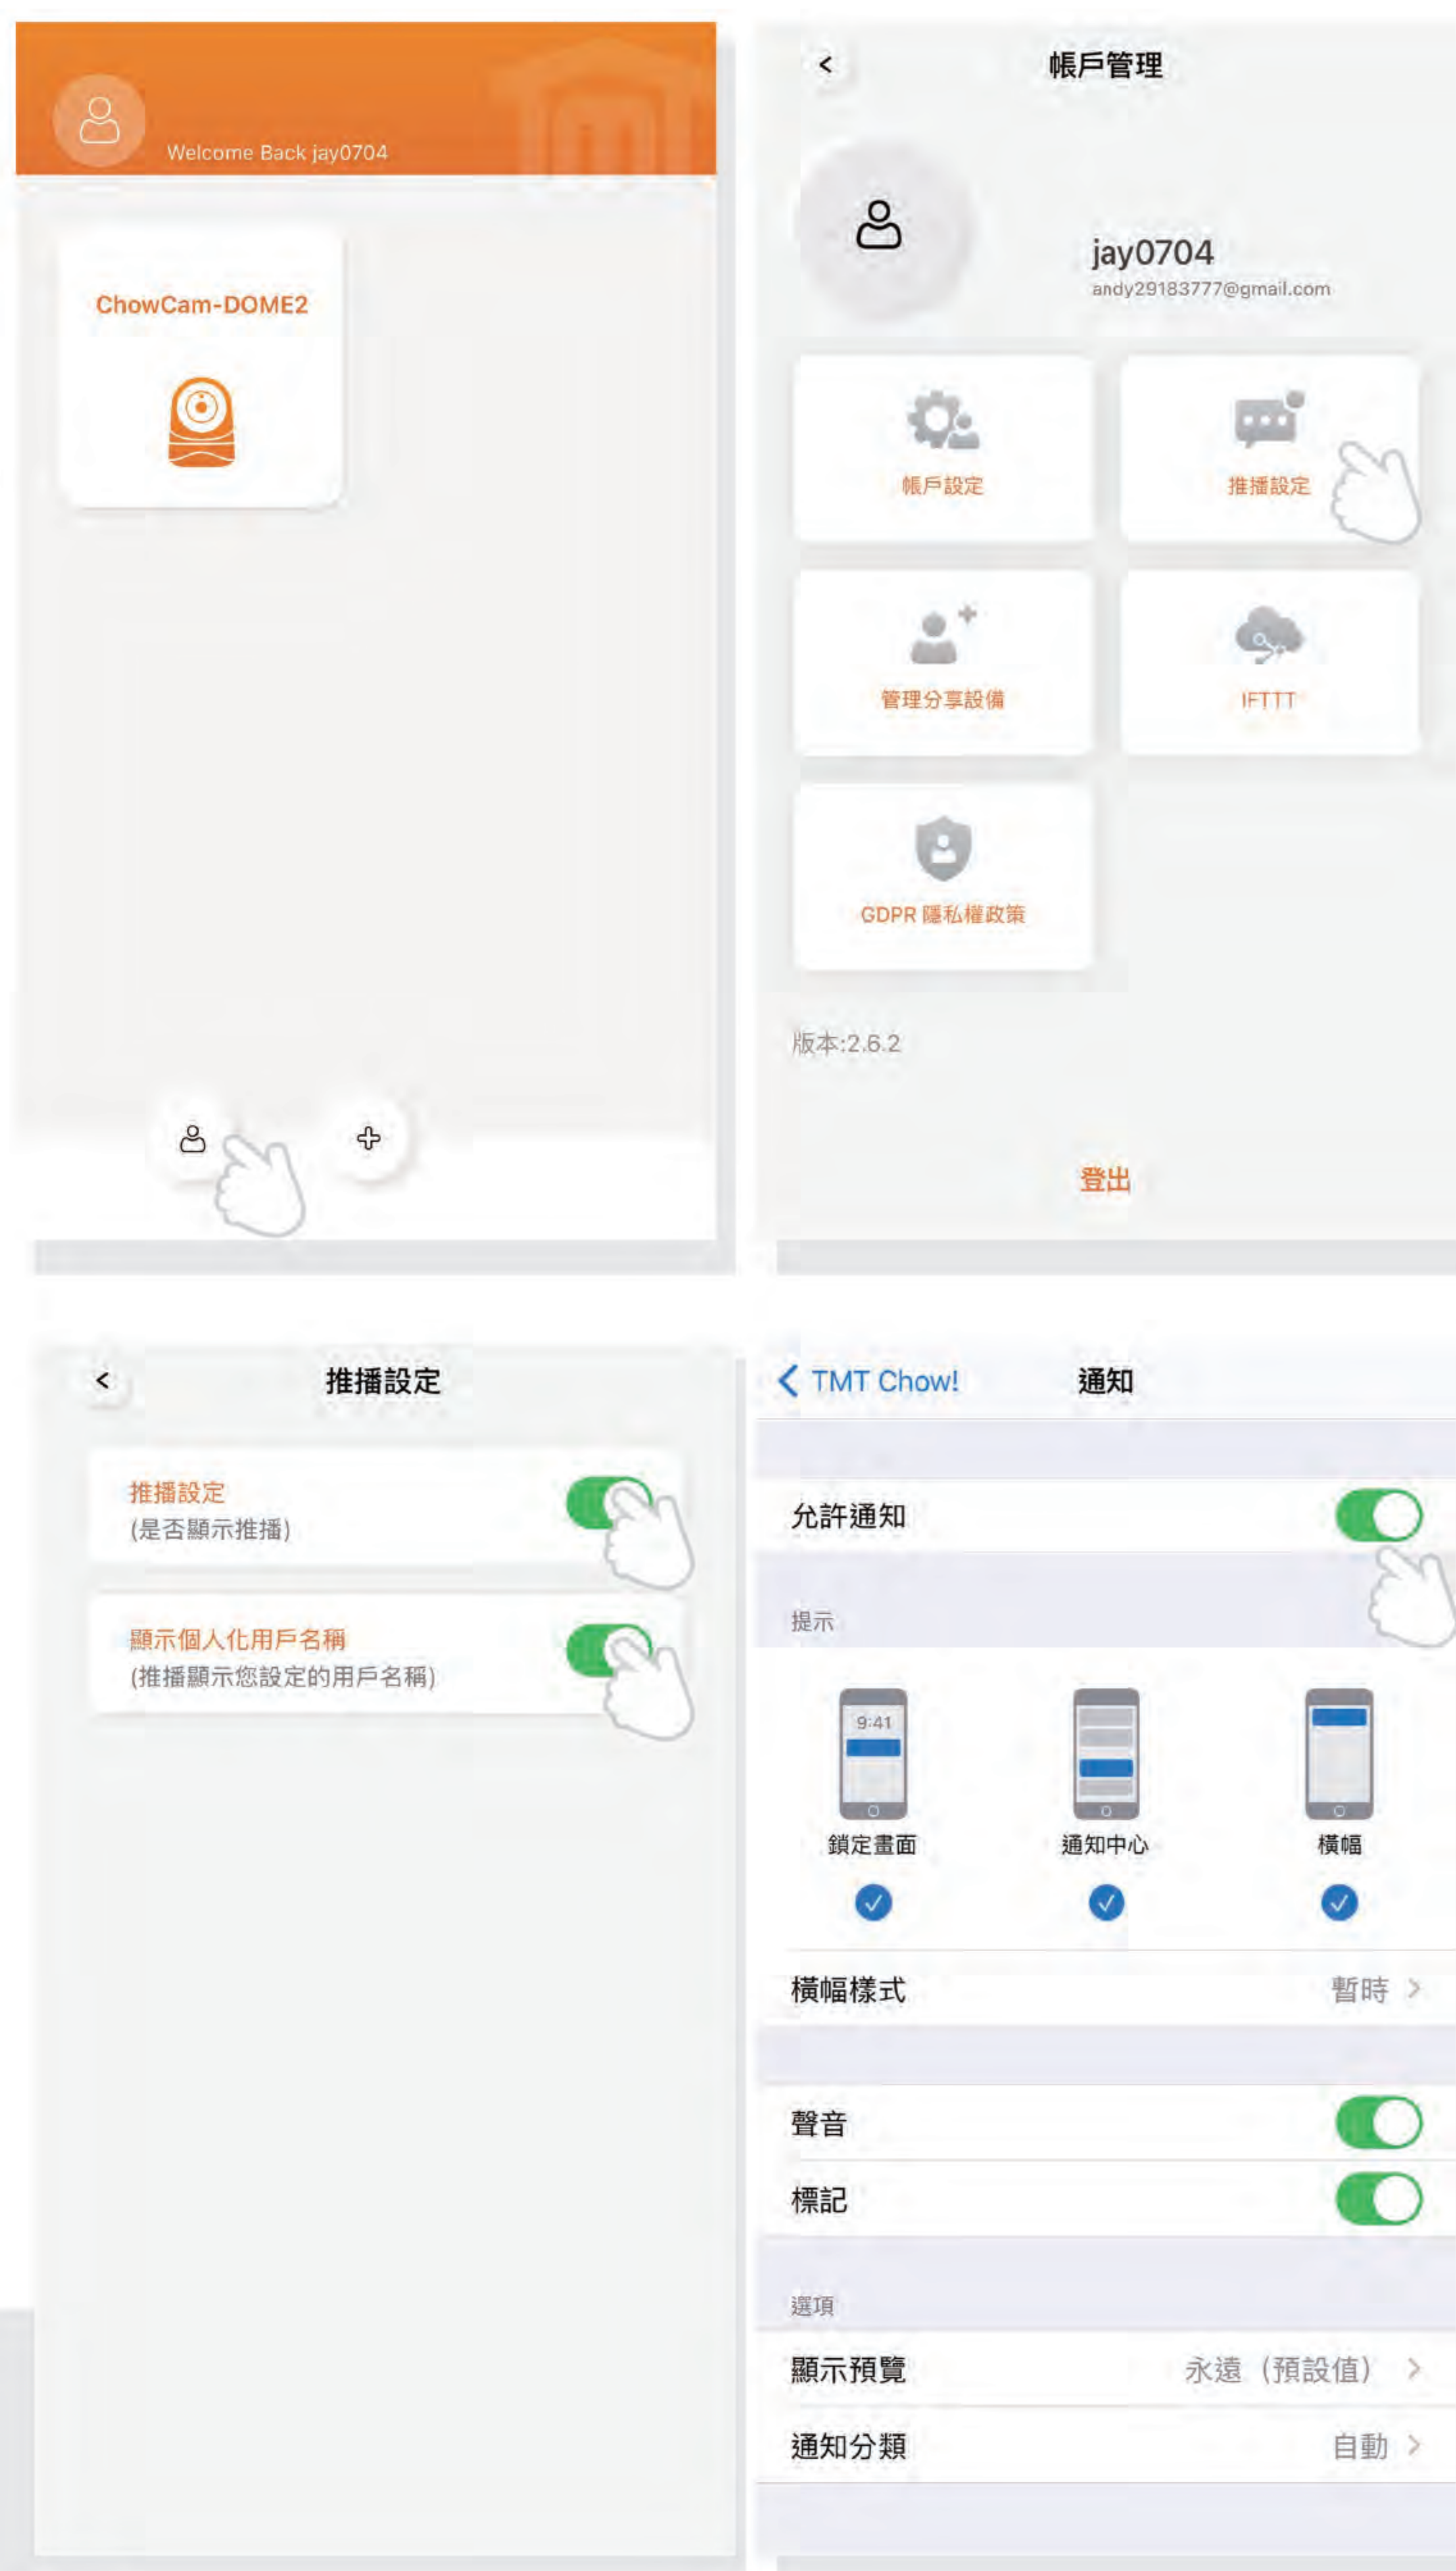 Welcome Back jay0704
ChowCam-DOME2
帳戶管理
jay0704
andy29183777@gmail.com
帳戶設定
推播設定
管理分享設備
IFTTT
GDPR 隱私權政策
版本:2.6.2
登出
推播設定
推播設定
(是否顯示推播)
顯示個人化用戶名稱
(推播顯示您設定的用戶名稱)
TMT Chow!
通知
允許通知
提示
9:41
鎖定畫面
通知中心
橫幅
橫幅樣式
暫時
聲音
標記
選項
顯示預覽
永遠（預設值）
通知分類
自動